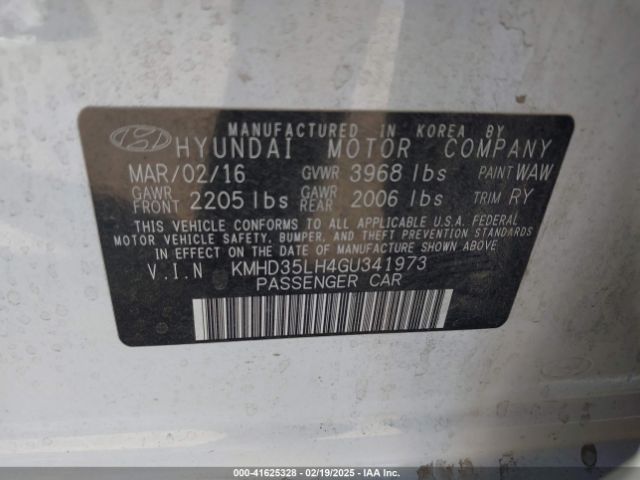 MANUFACTURED IN KOREA BY
HYUNDAI MOTOR COMPANY
MAR/02/16 GVWR 3968 lbs PAINT WAW
GAWR FRONT 2205 lbs GAWR REAR 2006 lbs TRIM RY
THIS VEHICLE CONFORMS TO ALL APPLICABLE U.S.A. FEDERAL
MOTOR VEHICLE SAFETY, BUMPER, AND THEFT PREVENTION STANDARDS
IN EFFECT ON THE DATE OF MANUFACTURE SHOWN ABOVE.
V.I.N KMHD35LH4GU341973
PASSENGER CAR
000-41625328 - 02/19/2025 - IAA Inc.